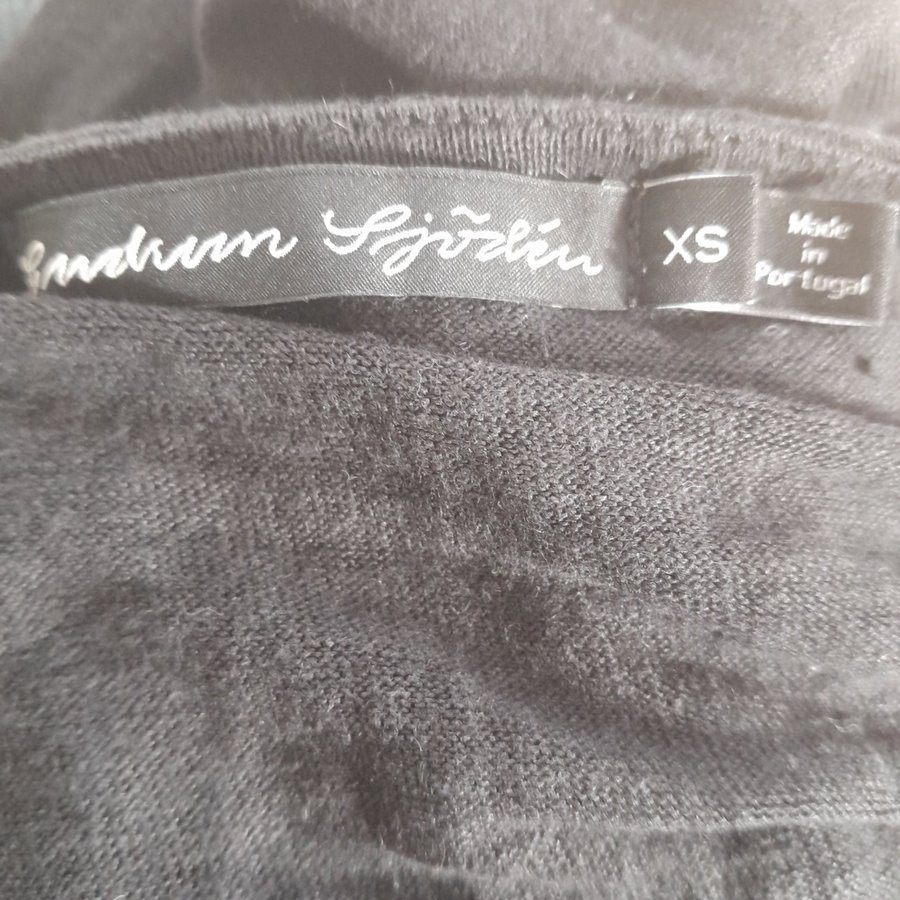 Gudrun Sjödén
XS
Made
in
Portugal